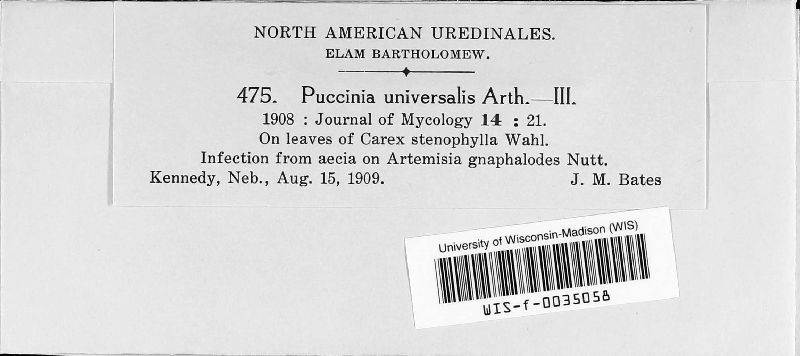 NORTH AMERICAN UREDINALES.
ELAM BARTHOLOMEW.
475. Puccinia universalis Arth.—III.
1908 : Journal of Mycology 14 : 21.
On leaves of Carex stenophylla Wahl.
Infection from aecia on Artemisia gnaphalodes Nutt.
Kennedy, Neb., Aug. 15, 1909. J. M. Bates
University of Wisconsin-Madison (WIS)
WIS-f-0035058